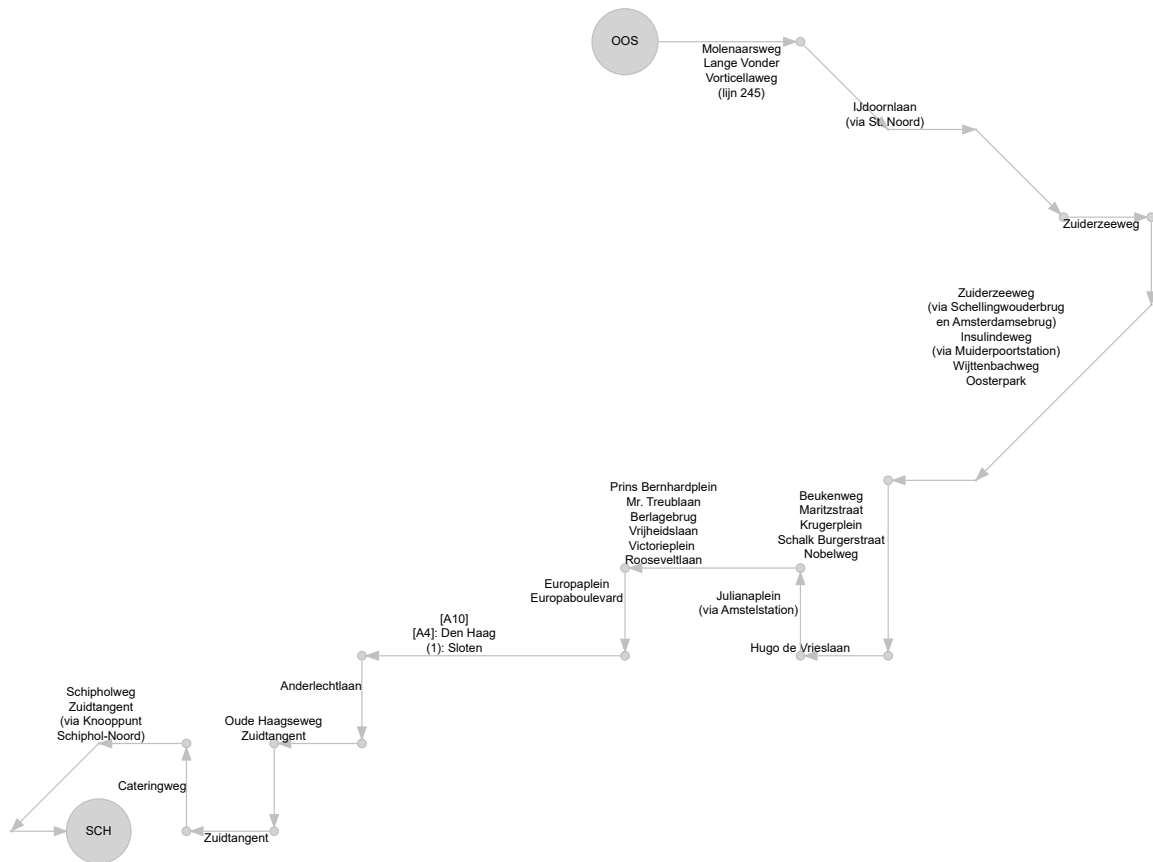 OOS
Molenaarsweg
Lange Vonder
Vorticellaweg
(lijn 245)
IJdoornlaan
(via St. Noord)
Zuiderzeeweg
Zuiderzeeweg
(via Schellingwouderbrug
en Amsterdamsebrug)
Insulindeweg
(via Muiderpoortstation)
Wijttenbachweg
Oosterpark
Beukenweg
Maritzstraat
Krugerplein
Schalk Burgerstraat
Nobelweg
Hugo de Vrieslaan
Julianaplein
(via Amstelstation)
Prins Bernhardplein
Mr. Treublaan
Berlagebrug
Vrijheidslaan
Victorieplein
Rooseveltlaan
Europaplein
Europaboulevard
[A10]
[A4]: Den Haag
(1): Sloten
Anderlechtlaan
Oude Haagseweg
Zuidtangent
Zuidtangent
Cateringweg
Schipholweg
Zuidtangent
(via Knooppunt
Schiphol-Noord)
SCH